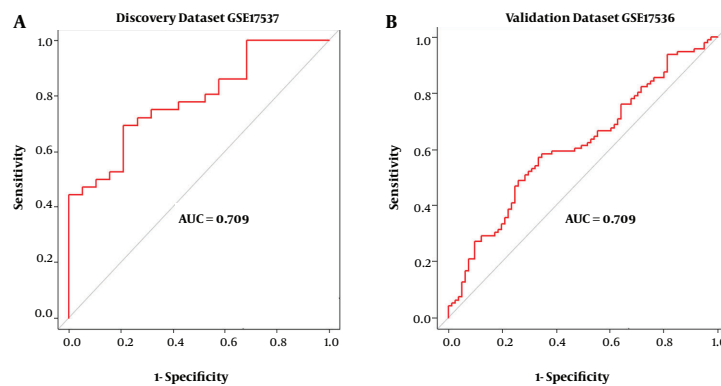 A
Discovery Dataset GSE17537
1.0
0.8
0.6
0.4
0.2
0.0
Sensitivity
AUC = 0.709
0.0 0.2 0.4 0.6 0.8 1.0
1- Specificity
B
Validation Dataset GSE17536
1.0
0.8
0.6
0.4
0.2
0.0
Sensitivity
AUC = 0.709
0.0 0.2 0.4 0.6 0.8 1.0
1- Specificity